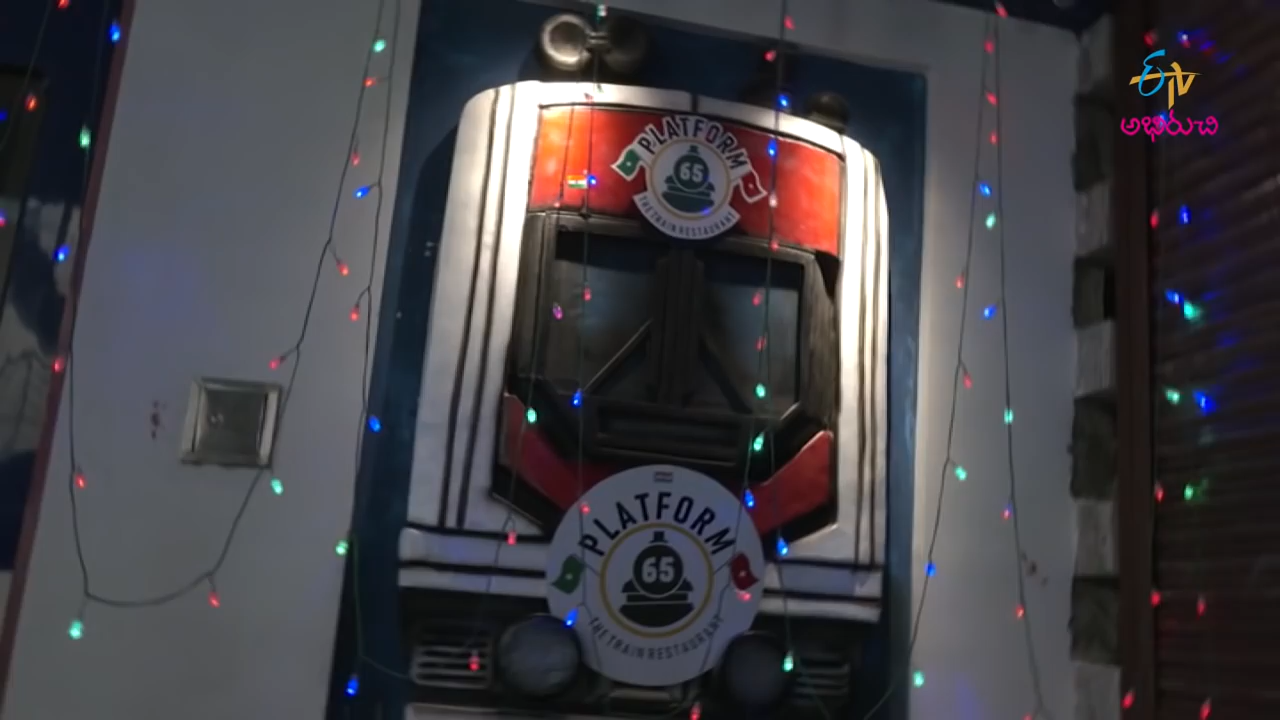 ETV
అభిరుచి
PLATFORM
65
THE TRAIN RESTAURANT
PLATFORM
65
THE TRAIN RESTAURANT